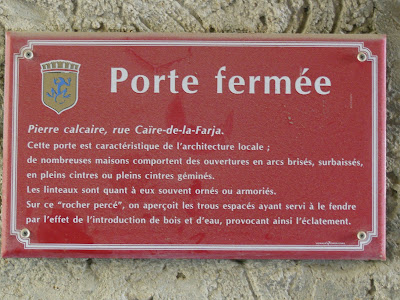 Porte fermée
Pierre calcaire, rue Caïre-de-la-Farja.
Cette porte est caractéristique de l'architecture locale ;
de nombreuses maisons comportent des ouvertures en arcs brisés, surbaissés,
en pleins cintres ou pleins cintres géminés.
Les linteaux sont quant à eux souvent ornés ou armoriés.
Sur ce "rocher percé", on aperçoit les trous espacés ayant servi à le fendre
par l'effet de l'introduction de bois et d'eau, provocant ainsi l'éclatement.